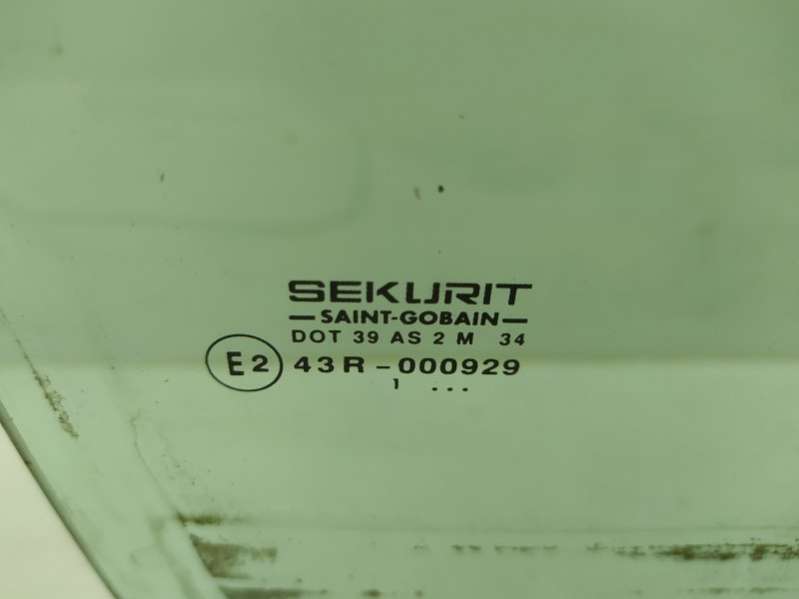 SEKURIT
SAINT-GOBAIN
DOT 39 AS 2 M 34
E2 43R-000929
1 ...